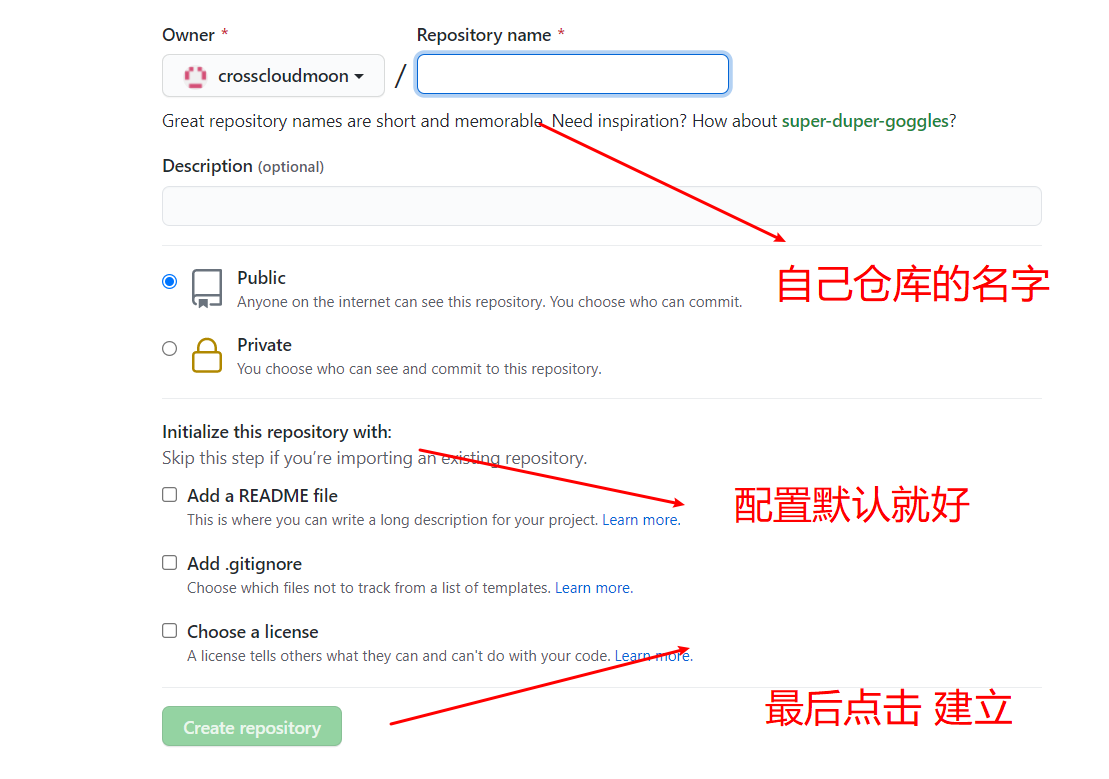 Owner * Repository name *
crosscloudmoon /
Great repository names are short and memorable. Need inspiration? How about super-duper-goggles?
Description (optional)
Public
Anyone on the internet can see this repository. You choose who can commit.
自己仓库的名字
Private
You choose who can see and commit to this repository.
Initialize this repository with:
Skip this step if you’re importing an existing repository.
Add a README file
This is where you can write a long description for your project. Learn more.
配置默认就好
Add .gitignore
Choose which files not to track from a list of templates. Learn more.
Choose a license
A license tells others what they can and can't do with your code. Learn more.
最后点击 建立
Create repository